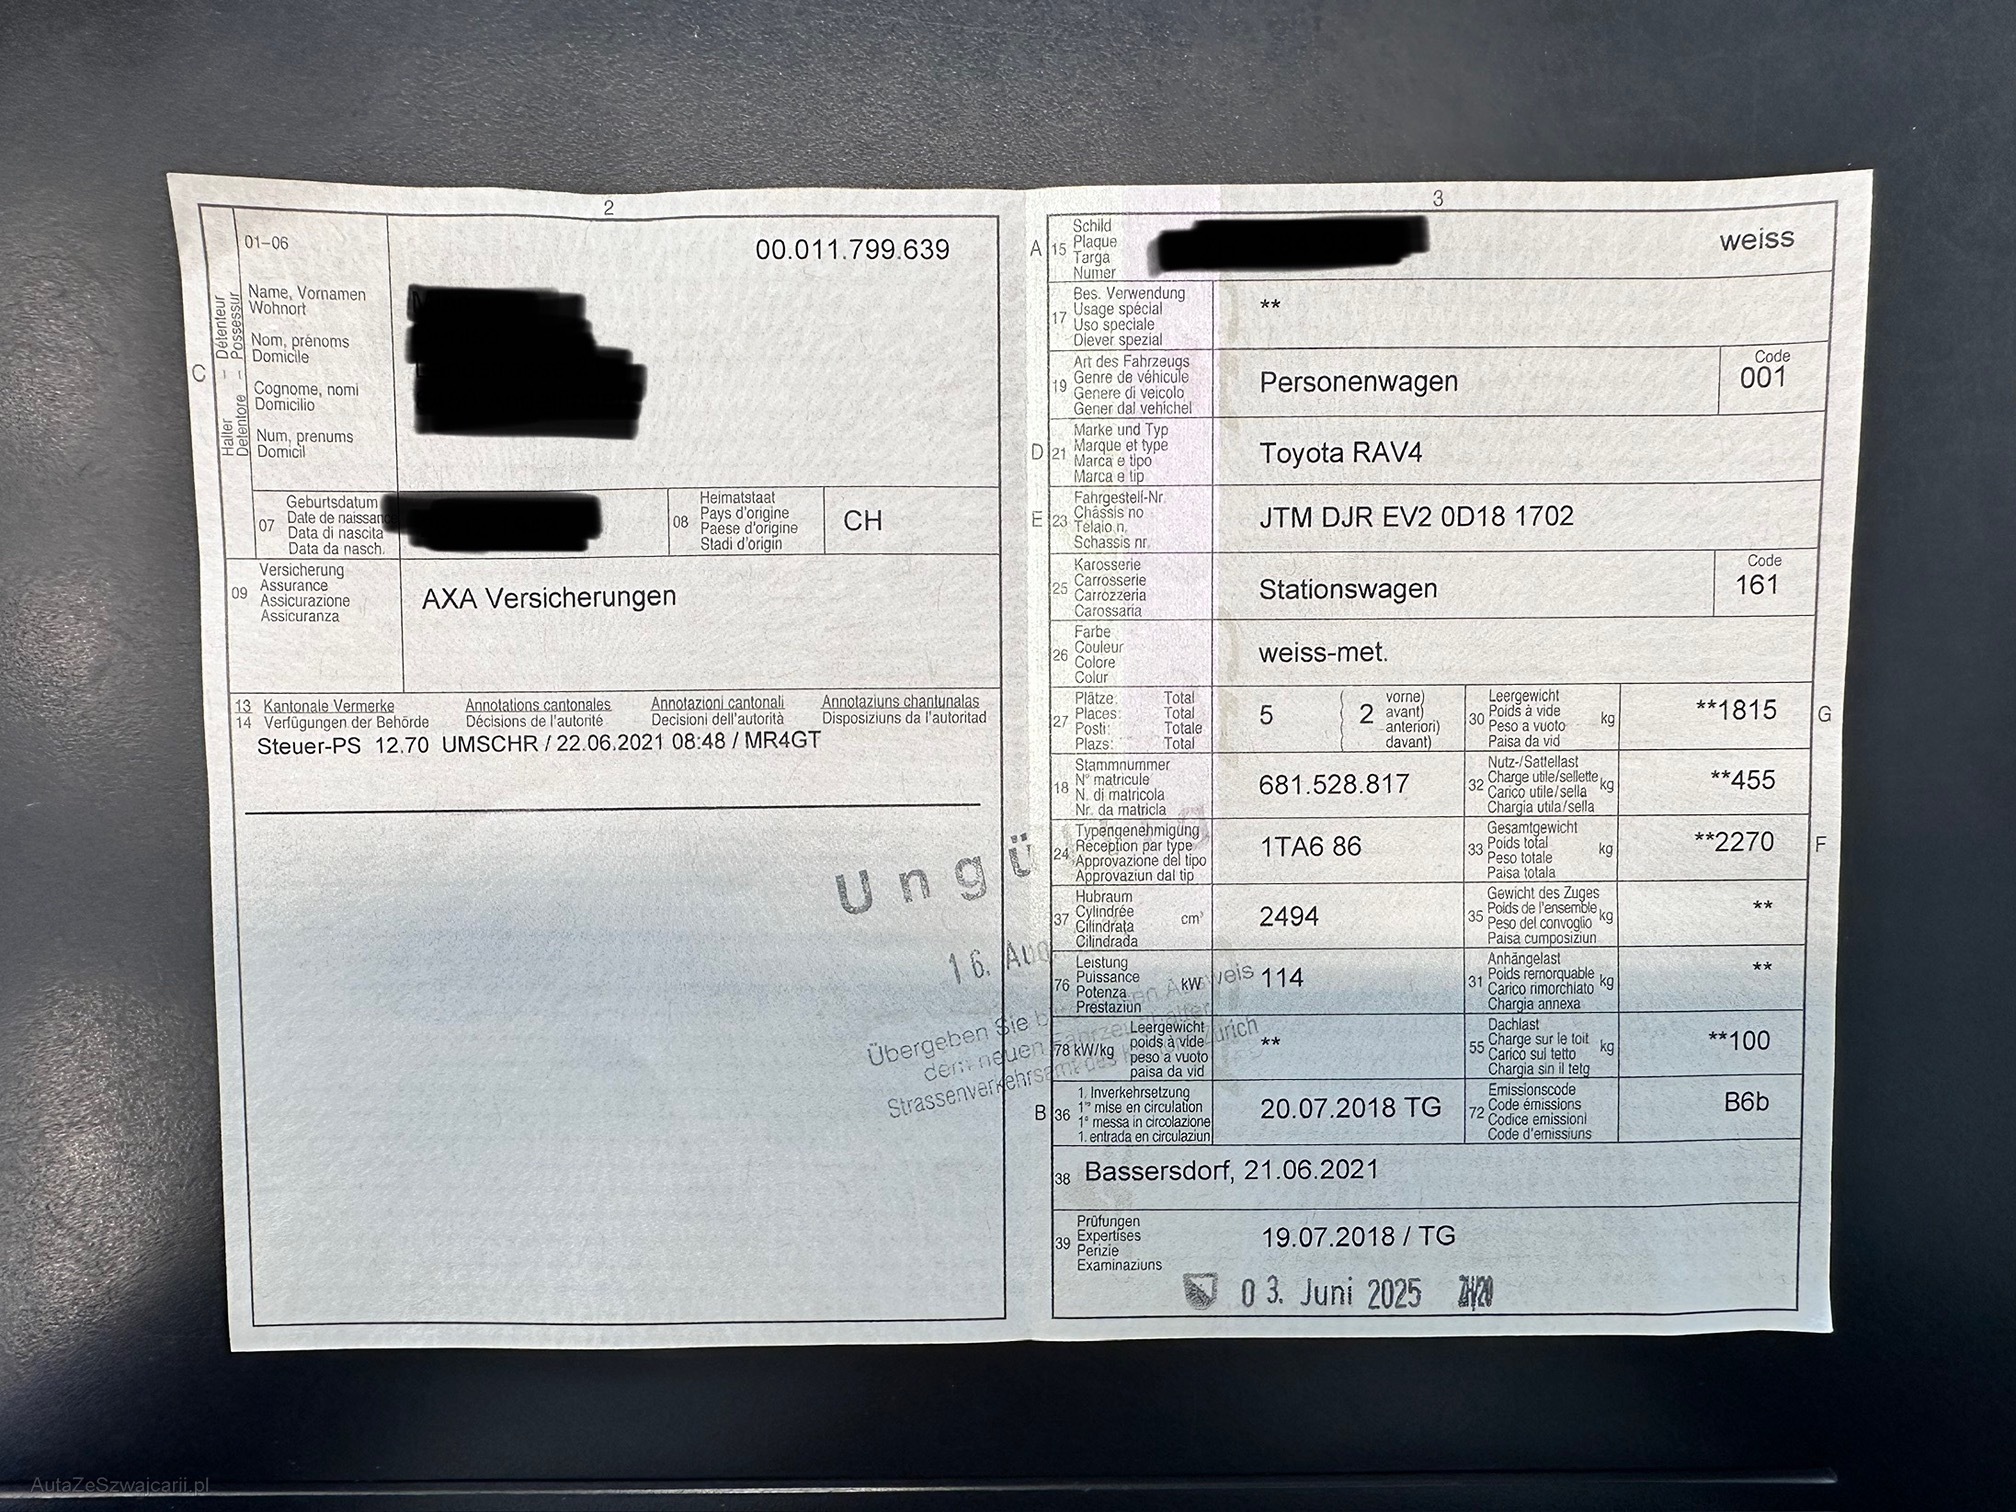 2
01–06
00.011.799.639
C
Détenteur
Possessur
Halter
Detentore
Name, Vornamen
Wohnort
Nom, prénoms
Domicile
Cognome, nomi
Domicilio
Num, prenums
Domicil
07
Geburtsdatum
Date de naissance
Data di nascita
Data da nasch.
08
Heimatstaat
Pays d'origine
Paese d'origine
Stadi d'origin
CH
09
Versicherung
Assurance
Assicurazione
Assicuranza
AXA Versicherungen
13 Kantonale Vermerke Annotations cantonales Annotazioni cantonali Annotaziuns chantunalas
14 Verfügungen der Behörde Décisions de l'autorité Decisioni dell'autorità Disposiziuns da l'autoritad
Steuer-PS 12.70 UMSCHR / 22.06.2021 08:48 / MR4GT
Ungü
16. Aug
Übergeben Sie Ausweis
dem neuen Fahrzeughalter
Strassenverkehrsamt des Zürich
3
A 15
Schild
Plaque
Targa
Numer
weiss
17
Bes. Verwendung
Usage spécial
Uso speciale
Diever spezial
**
19
Art des Fahrzeugs
Genre de véhicule
Genere di veicolo
Gener dal vehichel
Personenwagen
Code
001
D 21
Marke und Typ
Marque et type
Marca e tipo
Marca e tip
Toyota RAV4
E 23
Fahrgestell-Nr.
Châssis no
Telaio n.
Schassis nr.
JTM DJR EV2 0D18 1702
25
Karosserie
Carrosserie
Carrozzeria
Carossaria
Stationswagen
Code
161
26
Farbe
Couleur
Colore
Colur
weiss-met.
27
Plätze: Total
Places: Total
Posti: Totale
Plazs: Total
5 ( 2
vorne)
avant)
anteriori)
davant)
30
Leergewicht
Poids à vide
Peso a vuoto
Paisa da vid
kg
**1815
G
18
Stammnummer
N° matricule
N. di matricola
Nr. da matricla
681.528.817
32
Nutz-/Sattellast
Charge utile/sellette
Carico utile/sella
Chargia utila/sella
kg
**455
24
Typengenehmigung
Réception par type
Approvazione del tipo
Approvaziun dal tip
1TA6 86
33
Gesamtgewicht
Poids total
Peso totale
Paisa totala
kg
**2270
F
37
Hubraum
Cylindrée
Cilindrata
Cilindrada
cm³
2494
35
Gewicht des Zuges
Poids de l'ensemble
Peso del convoglio
Paisa cumposiziun
kg
**
76
Leistung
Puissance
Potenza
Prestaziun
kW
114
31
Anhängelast
Poids remorquable
Carico rimorchiato
Chargia annexa
kg
**
78 kW/kg
Leergewicht
poids à vide
peso a vuoto
paisa da vid
**
55
Dachlast
Charge sur le toit
Carico sul tetto
Chargia sin il tetg
kg
**100
B 36
1. Inverkehrsetzung
1re mise en circulation
1a messa in circolazione
1. entrada en circulaziun
20.07.2018 TG
72
Emissionscode
Code émissions
Codice emissioni
Code d'emissiuns
B6b
38 Bassersdorf, 21.06.2021
39
Prüfungen
Expertises
Perizie
Examinaziuns
19.07.2018 / TG
03. Juni 2025 ZH/20
AutaZeSzwajcarii.pl